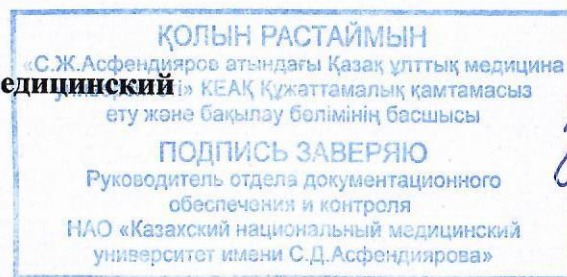 ҚОЛЫН РАСТАЙМЫН
«С.Ж.Асфендияров атындағы Қазақ ұлттық медицина
едицинский
университеті» КЕАҚ Құжаттамалық қамтамасыз
ету және бақылау бөлімінің басшысы
ПОДПИСЬ ЗАВЕРЯЮ
Руководитель отдела документационного
обеспечения и контроля
НАО «Казахский национальный медицинский
университет имени С.Д.Асфендиярова»